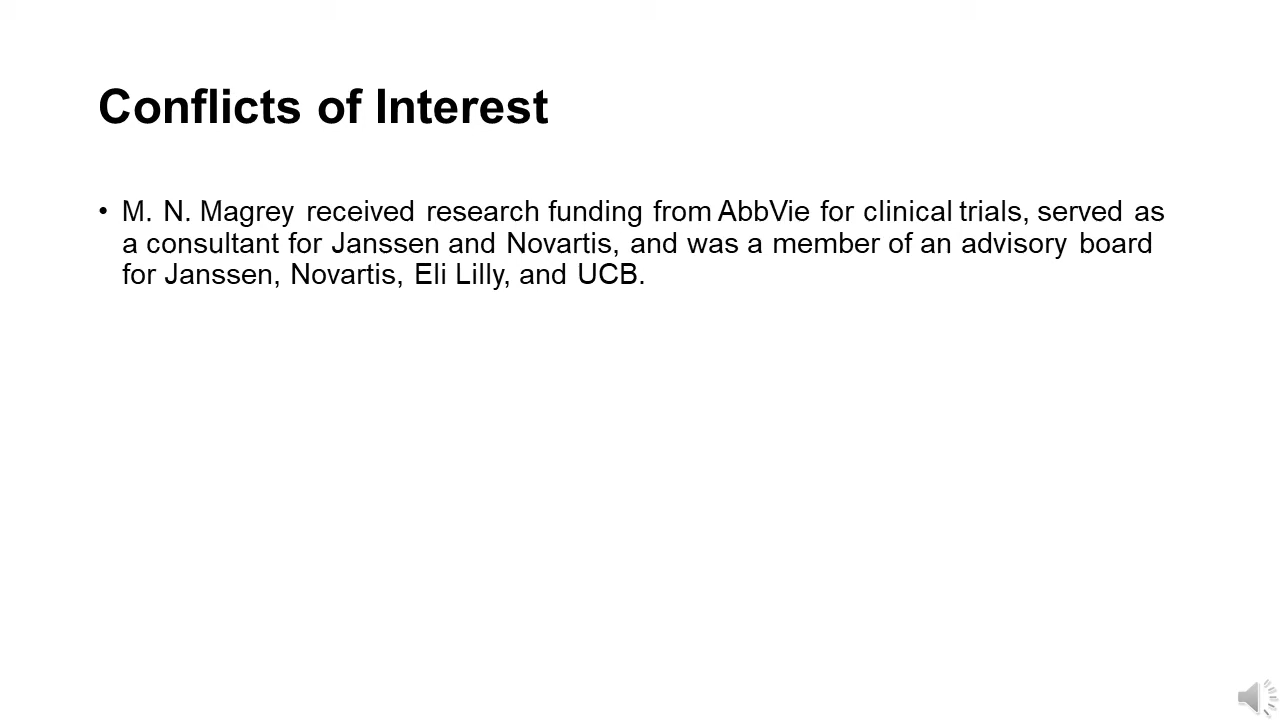 Conflicts of Interest
• M. N. Magrey received research funding from AbbVie for clinical trials, served as
a consultant for Janssen and Novartis, and was a member of an advisory board
for Janssen, Novartis, Eli Lilly, and UCB.